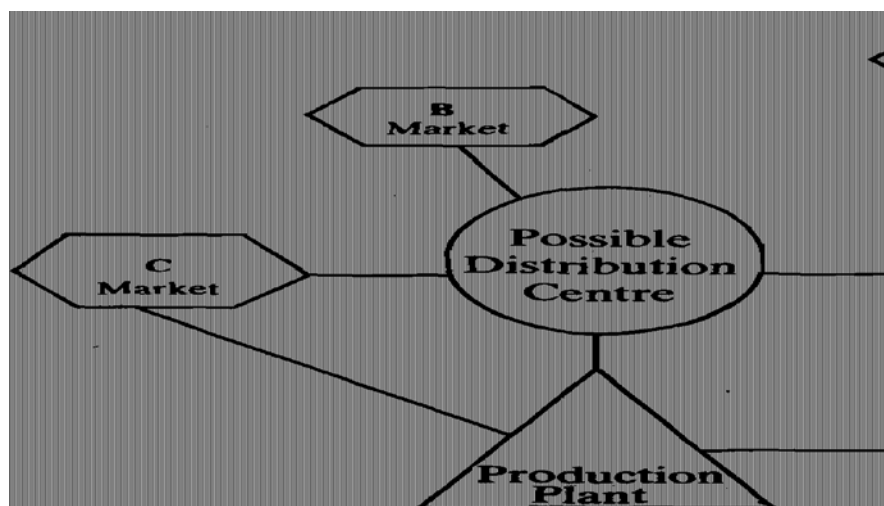 B
Market
Possible
Distribution
Centre
C
Market
Production
Plant